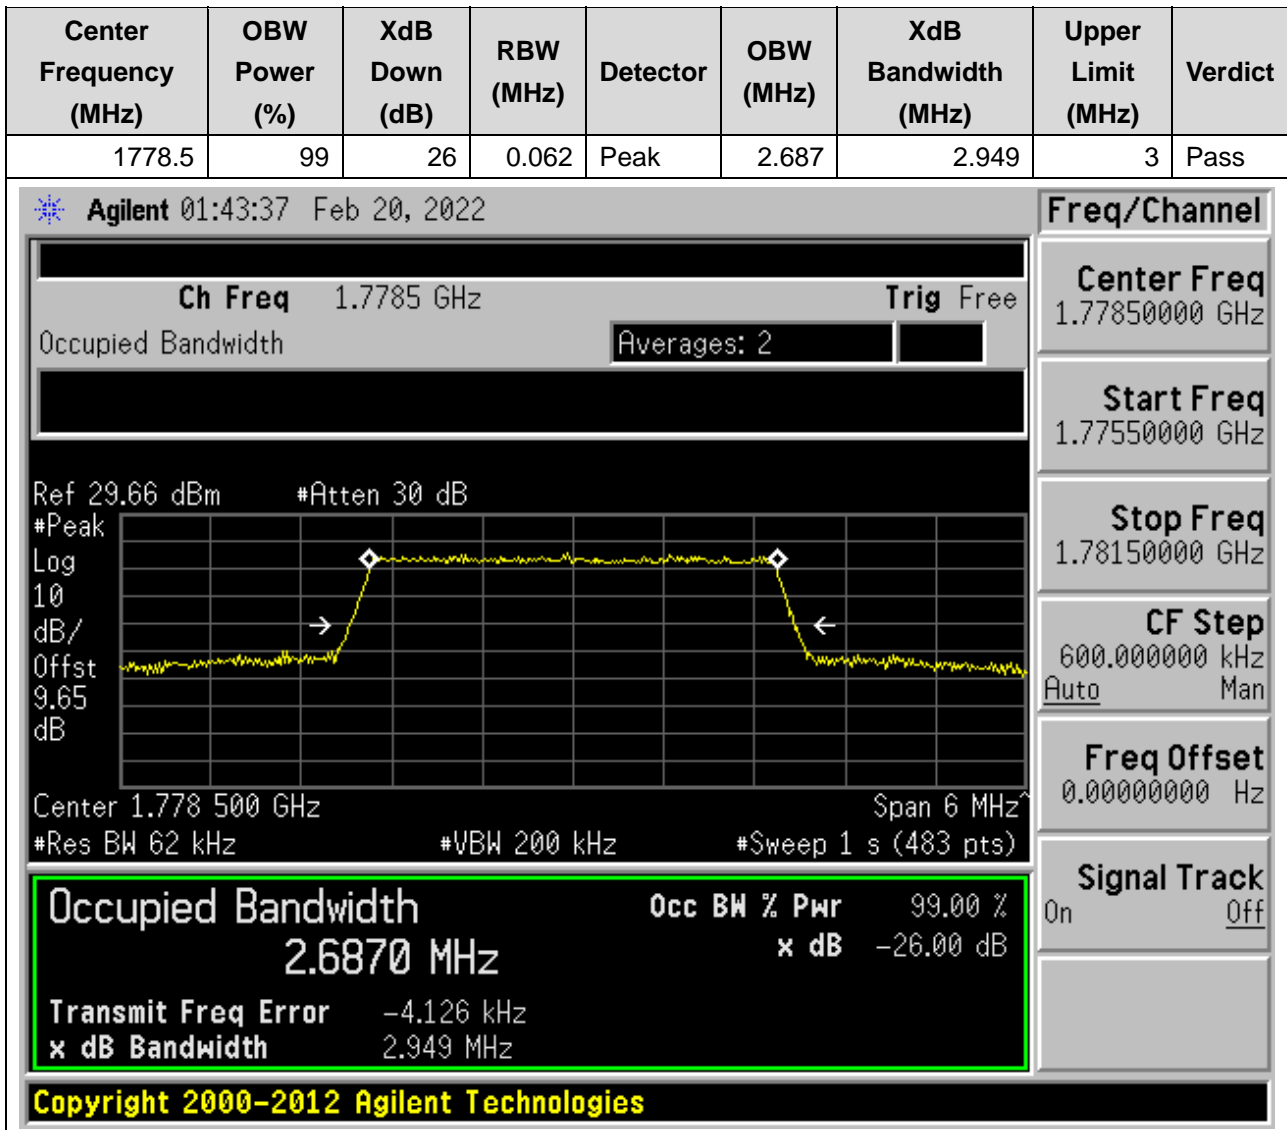 Center Frequency (MHz) OBW Power (%) XdB Down (dB) RBW (MHz) Detector OBW (MHz) XdB Bandwidth (MHz) Upper Limit (MHz) Verdict
1778.5 99 26 0.062 Peak 2.687 2.949 3 Pass
Agilent 01:43:37 Feb 20, 2022
Freq/Channel
Ch Freq 1.7785 GHz Trig Free
Occupied Bandwidth Averages: 2
Ref 29.66 dBm #Atten 30 dB
#Peak
Log
10
dB/
Offst
9.65
dB
Center 1.778 500 GHz Span 6 MHz^
#Res BW 62 kHz #VBW 200 kHz #Sweep 1 s (483 pts)
Occupied Bandwidth Occ BW % Pwr 99.00 %
2.6870 MHz x dB -26.00 dB
Transmit Freq Error -4.126 kHz
x dB Bandwidth 2.949 MHz
Center Freq
1.77850000 GHz
Start Freq
1.77550000 GHz
Stop Freq
1.78150000 GHz
CF Step
600.000000 kHz
Auto Man
Freq Offset
0.00000000 Hz
Signal Track
On Off
Copyright 2000-2012 Agilent Technologies